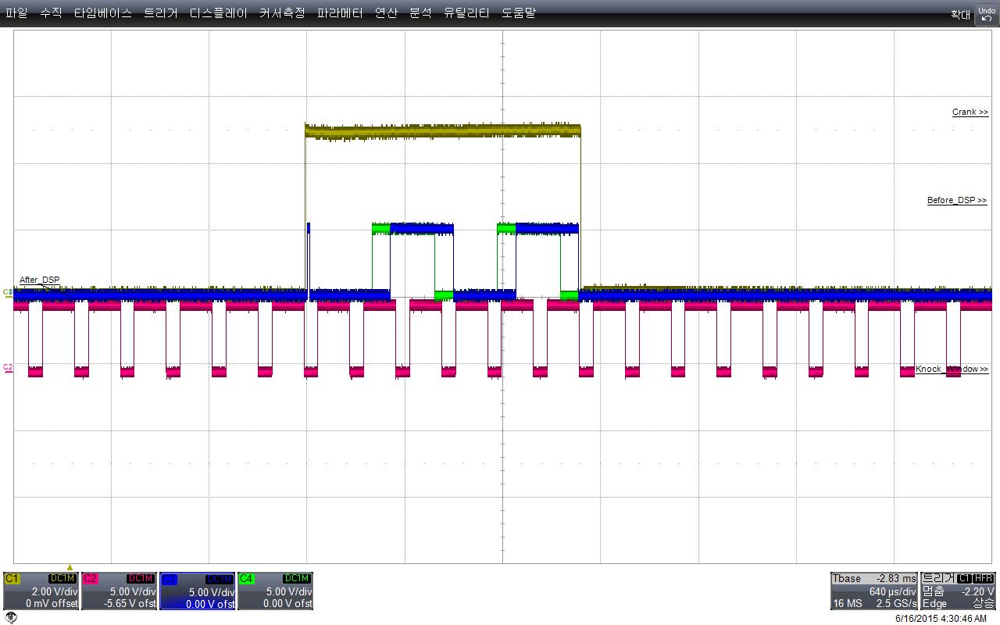 파일 수직 타임베이스 트리거 디스플레이 커서측정 파라메터 연산 분석 유틸리티 도움말
확대 Undo
Crank >>
Before_DSP >>
After_DSP
C3
C2
Knock_Window >>
C1 DC1M
2.00 V/div
0 mV offset
C2 DC1M
5.00 V/div
-5.65 V ofst
C3 DC1M
5.00 V/div
0.00 V ofst
C4 DC1M
5.00 V/div
0.00 V ofst
Tbase -2.83 ms
640 µs/div
16 MS 2.5 GS/s
트리거 C1 HFR
멈춤 -2.20 V
Edge 상승
6/16/2015 4:30:46 AM